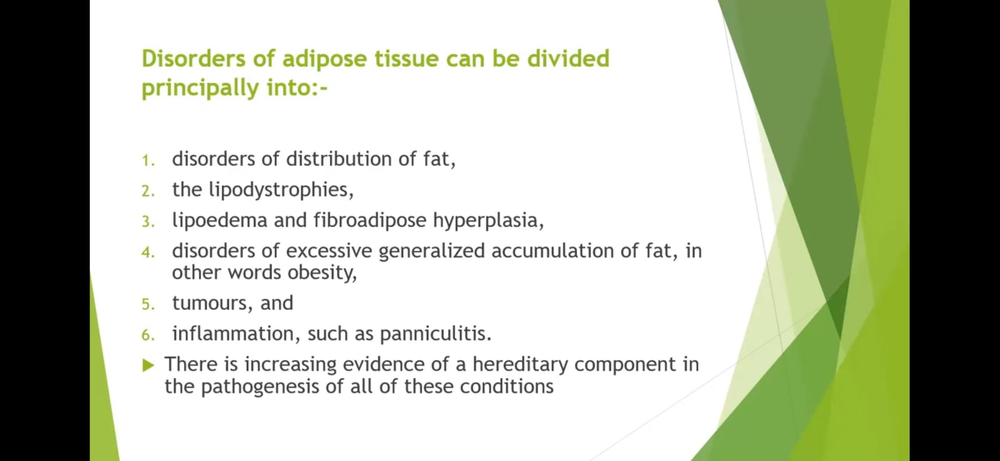 Disorders of adipose tissue can be divided
principally into:-
1. disorders of distribution of fat,
2. the lipodystrophies,
3. lipoedema and fibroadipose hyperplasia,
4. disorders of excessive generalized accumulation of fat, in
other words obesity,
5. tumours, and
6. inflammation, such as panniculitis.
▶ There is increasing evidence of a hereditary component in
the pathogenesis of all of these conditions